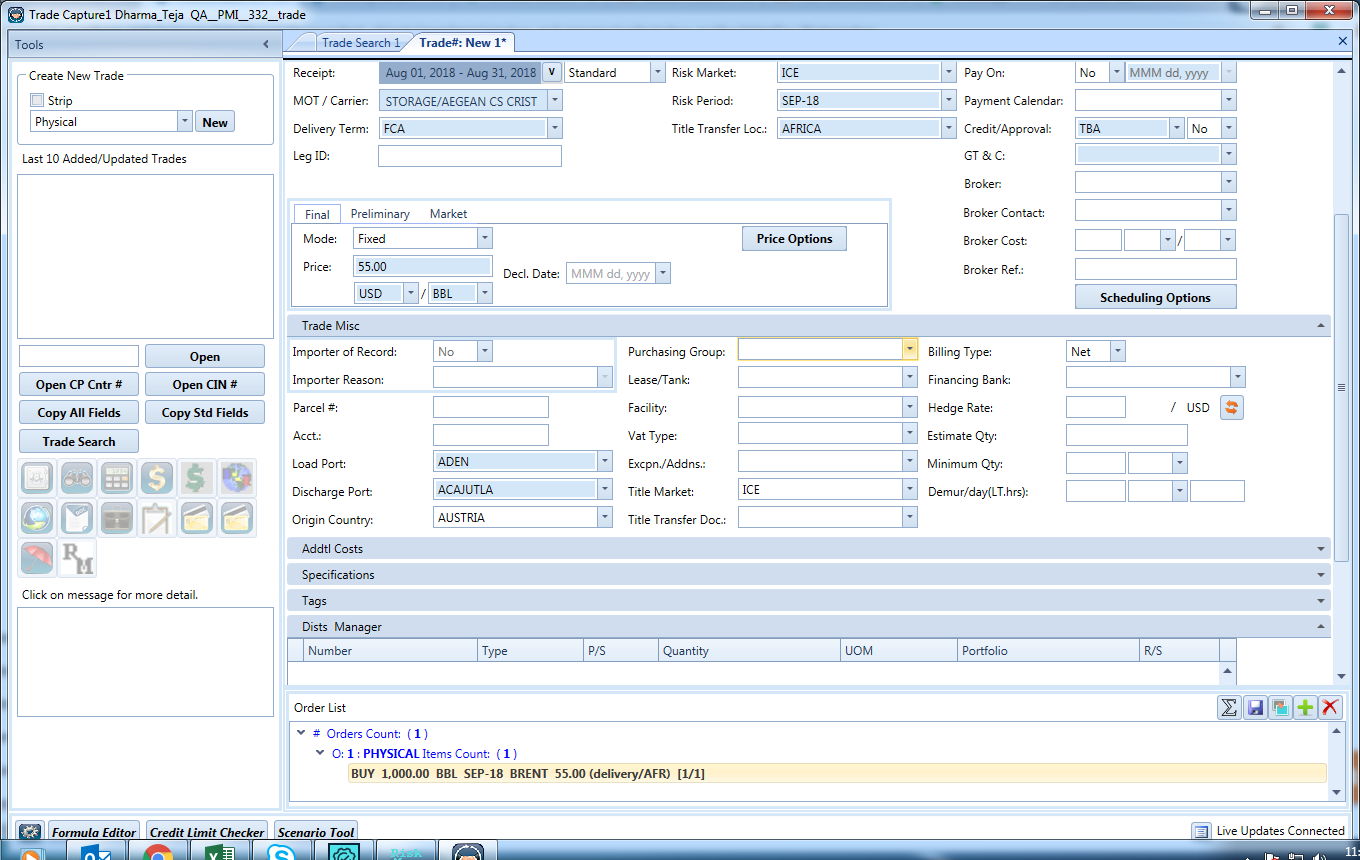 Trade Capture1 Dharma_Teja QA__PMI__332__trade
Tools
Trade Search 1
Trade#: New 1*
Create New Trade
Strip
Physical
New
Last 10 Added/Updated Trades
Open
Open CP Cntr #
Open CIN #
Copy All Fields
Copy Std Fields
Trade Search
Click on message for more detail.
Receipt: Aug 01, 2018 - Aug 31, 2018 V Standard Risk Market: ICE Pay On: No MMM dd, yyyy
MOT / Carrier: STORAGE/AEGEAN CS CRIST Risk Period: SEP-18 Payment Calendar:
Delivery Term: FCA Title Transfer Loc.: AFRICA Credit/Approval: TBA No
Leg ID: GT & C:
Broker:
Final Preliminary Market Broker Contact:
Mode: Fixed Price Options Broker Cost: /
Price: 55.00 Decl. Date: MMM dd, yyyy Broker Ref.:
USD / BBL Scheduling Options
Trade Misc
Importer of Record: No Purchasing Group: Billing Type: Net
Importer Reason: Lease/Tank: Financing Bank:
Parcel #: Facility: Hedge Rate: / USD
Acct.: Vat Type: Estimate Qty:
Load Port: ADEN Excpn./Addns.: Minimum Qty:
Discharge Port: ACAJUTLA Title Market: ICE Demur/day(LT.hrs):
Origin Country: AUSTRIA Title Transfer Doc.:
Addtl Costs
Specifications
Tags
Dists Manager
Number Type P/S Quantity UOM Portfolio R/S
Order List
# Orders Count: ( 1 )
O: 1 : PHYSICAL Items Count: ( 1 )
BUY 1,000.00 BBL SEP-18 BRENT 55.00 (delivery/AFR) [1/1]
Formula Editor Credit Limit Checker Scenario Tool Live Updates Connected